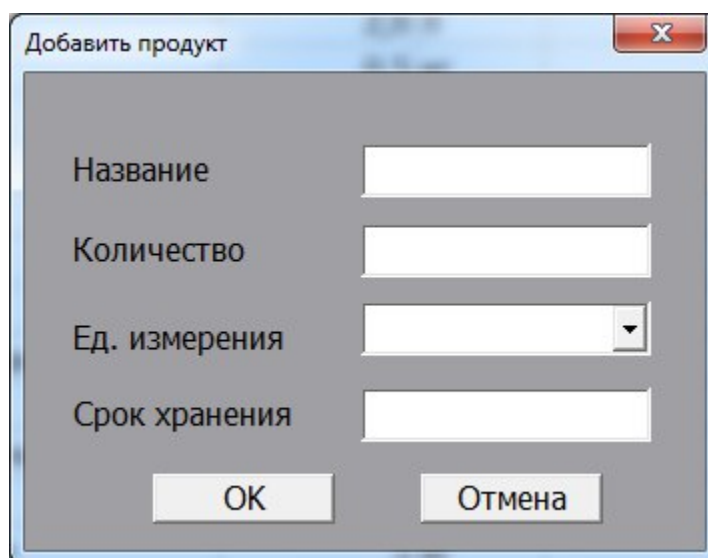 Добавить продукт
Название
Количество
Ед. измерения
Срок хранения
OK
Отмена